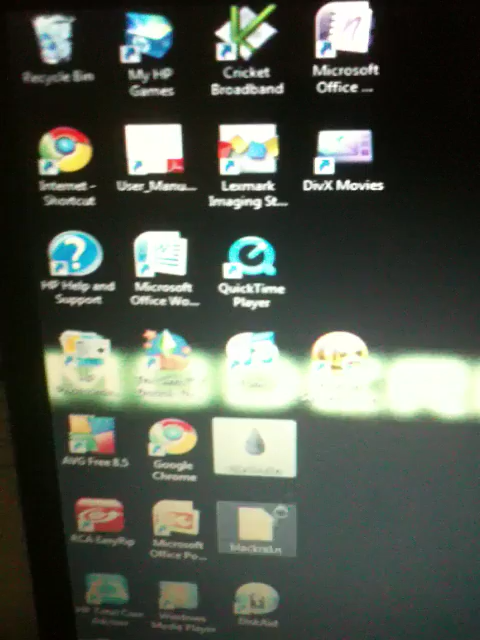 Recycle Bin
My HP
Games
Cricket
Broadband
Microsoft
Office ...
Internet -
Shortcut
User_Manu...
Lexmark
Imaging St...
DivX Movies
HP Help and
Support
Microsoft
Office Wo...
QuickTime
Player
AVG Free 8.5
Google
Chrome
RCA EasyRip
Microsoft
Office Po...
blackra1n
Windows
Media Player
DiskAid